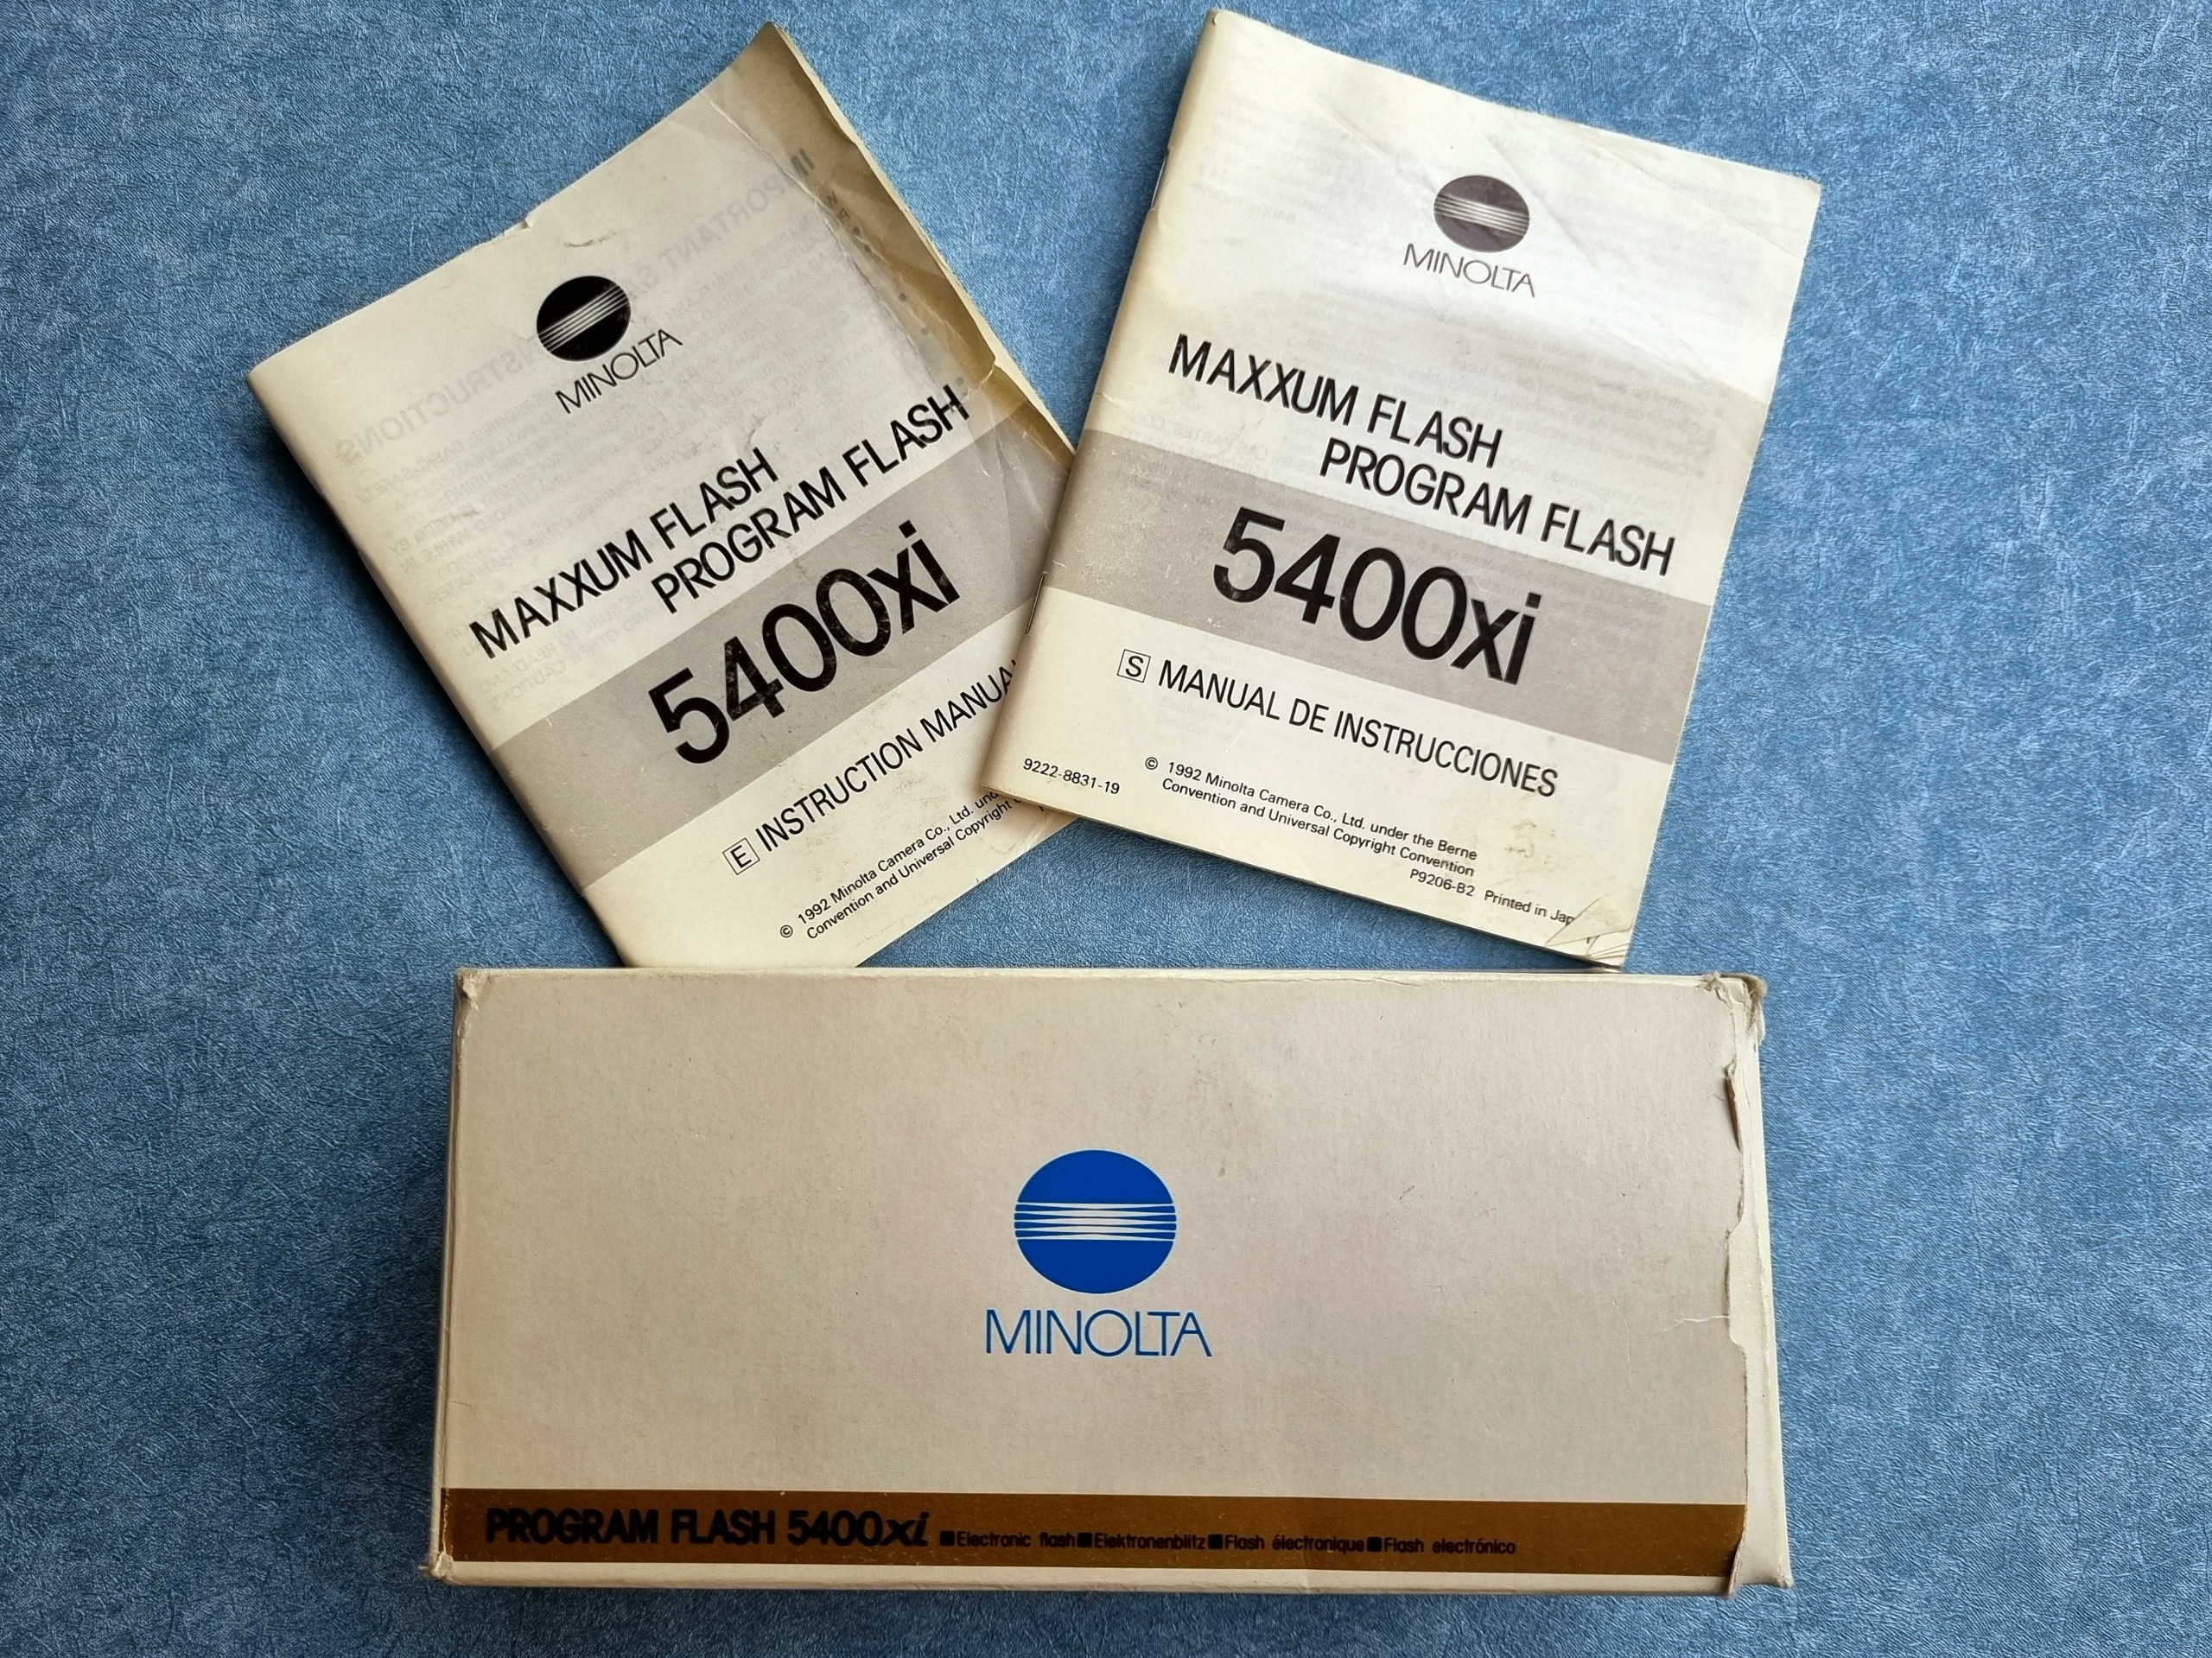 MINOLTA
MAXXUM FLASH
PROGRAM FLASH
5400xi
E INSTRUCTION MANUAL
© 1992 Minolta Camera Co., Ltd. under
Convention and Universal Copyright
MINOLTA
MAXXUM FLASH
PROGRAM FLASH
5400xi
S MANUAL DE INSTRUCCIONES
9222-8831-19
© 1992 Minolta Camera Co., Ltd. under the Berne
Convention and Universal Copyright Convention
P9206-B2 Printed in Jap
MINOLTA
PROGRAM FLASH 5400xi ■Electronic flash■Elektronenblitz■Flash électronique■Flash electrónico